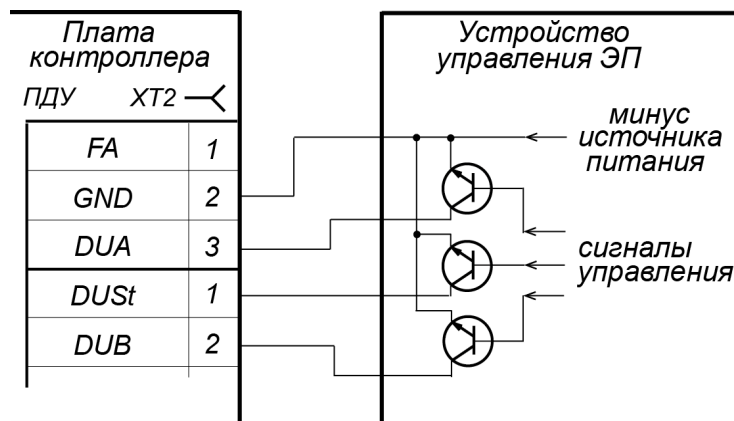 Плата
контроллера
ПДУ XT2
FA 1
GND 2
DUA 3
DUSt 1
DUB 2
Устройство
управления ЭП
минус
источника
питания
сигналы
управления